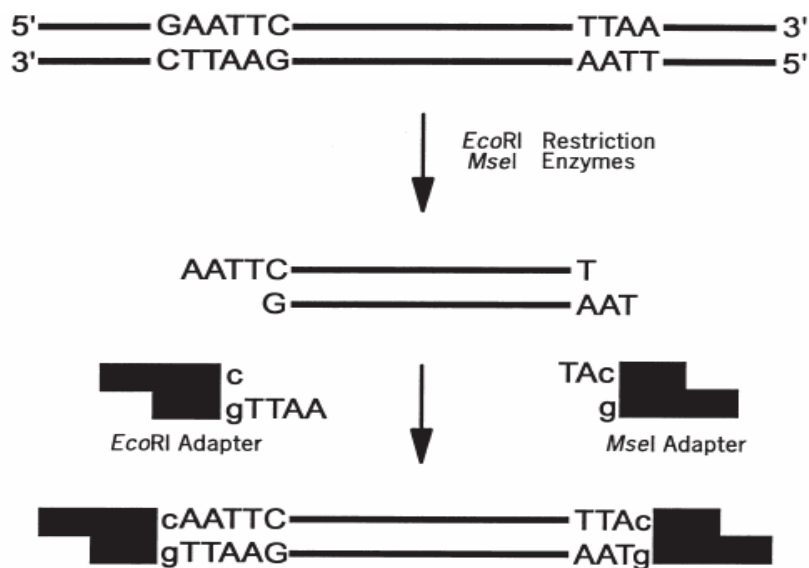 5' GAATTC TTAA 3'
3' CTTAAG AATT 5'
EcoRI Restriction
MseI Enzymes
AATTC T
G AAT
c TAc
gTTAA g
EcoRI Adapter MseI Adapter
cAATTC TTAc
gTTAAG AATg